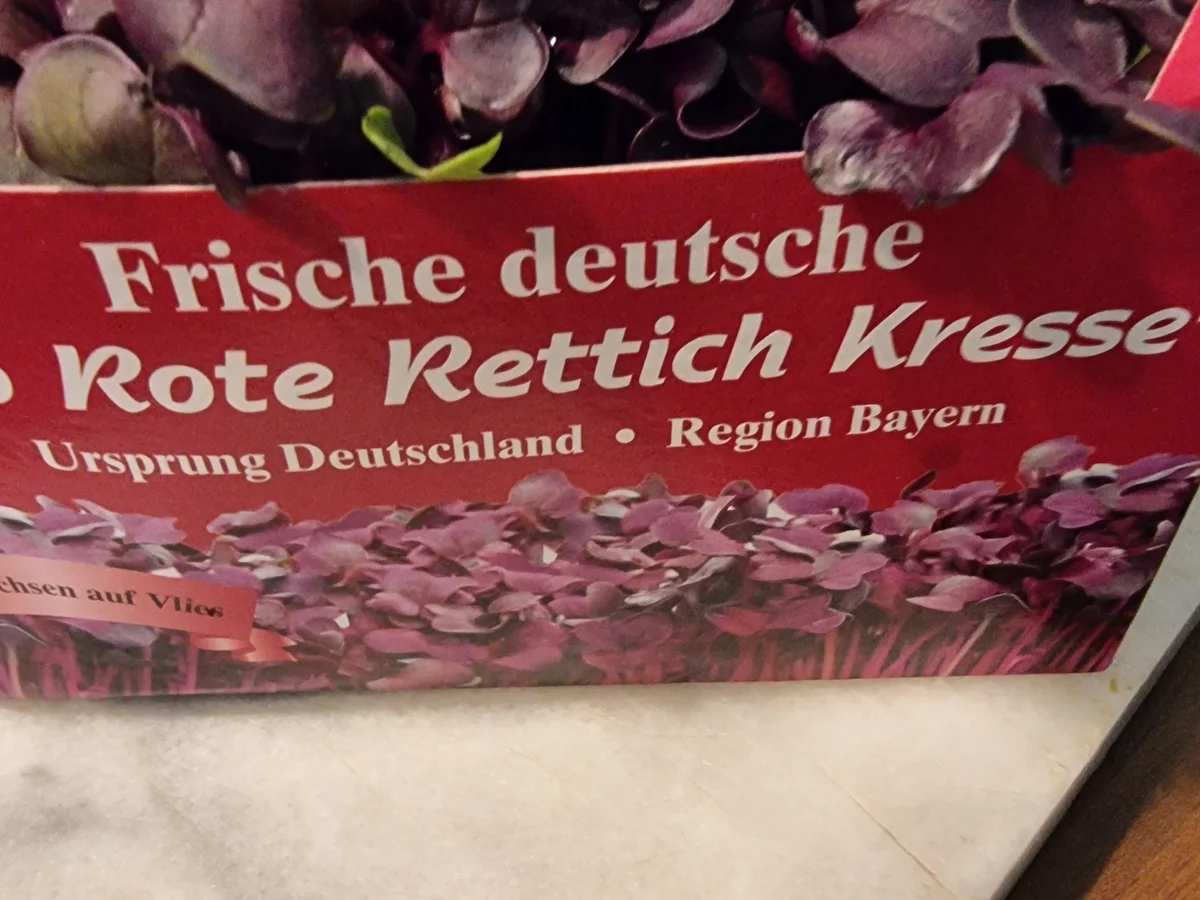 Frische deutsche
Rote Rettich Kresse
Ursprung Deutschland • Region Bayern
chsen auf Vlies